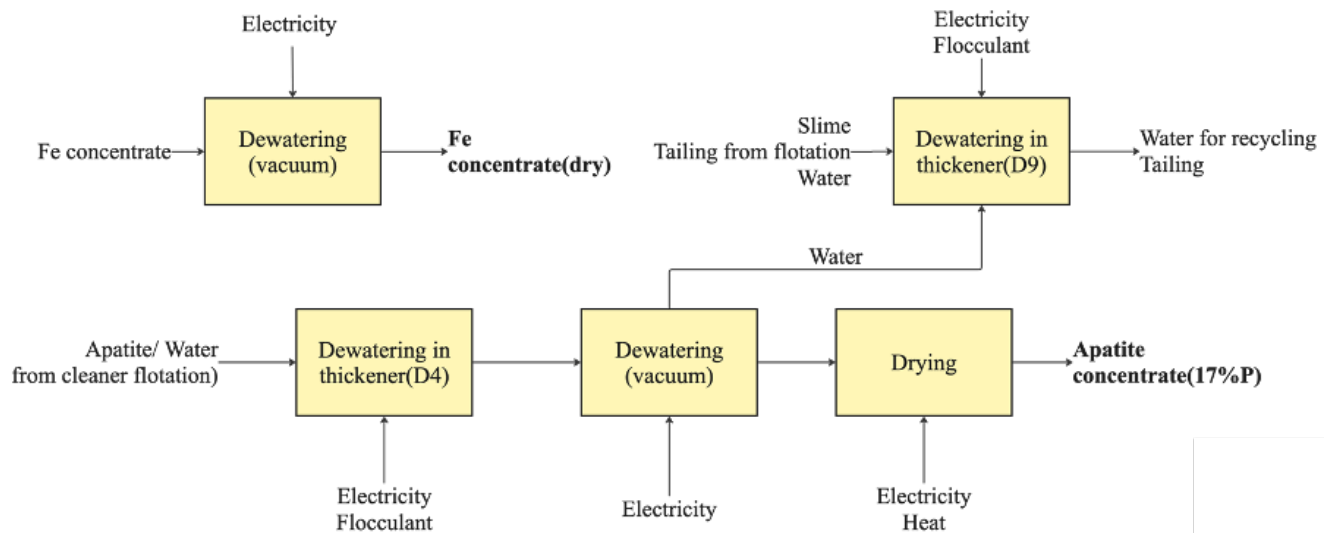 Electricity
Fe concentrate
Dewatering
(vacuum)
Fe
concentrate(dry)
Electricity
Flocculant
Slime
Tailing from flotation
Water
Dewatering in
thickener(D9)
Water for recycling
Tailing
Water
Apatite/ Water
from cleaner flotation)
Dewatering in
thickener(D4)
Dewatering
(vacuum)
Drying
Apatite
concentrate(17%P)
Electricity
Flocculant
Electricity
Electricity
Heat